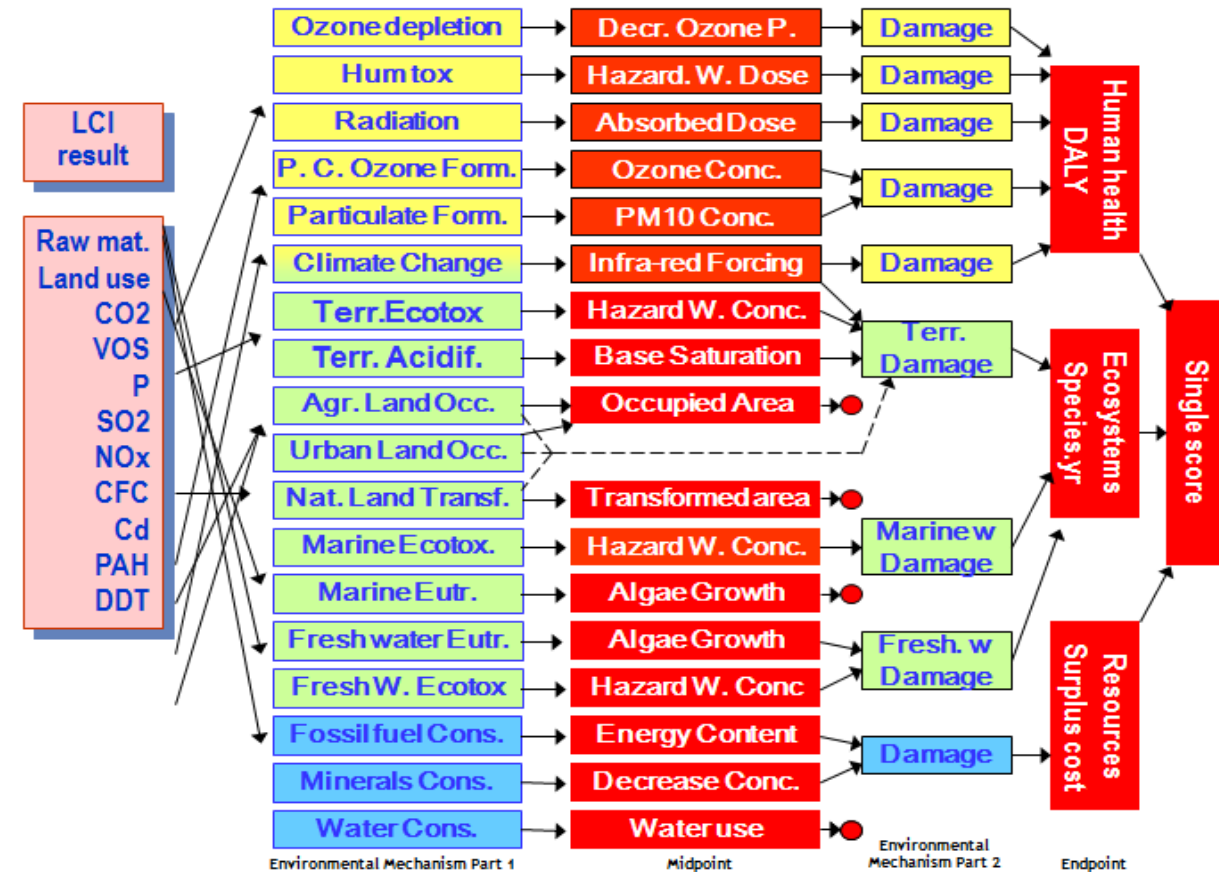 LCI
result
Raw mat.
Land use
CO2
VOS
P
SO2
NOx
CFC
Cd
PAH
DDT
Ozone depletion
Hum tox
Radiation
P. C. Ozone Form.
Particulate Form.
Climate Change
Terr.Ecotox
Terr. Acidif.
Agr. Land Occ.
Urban Land Occ.
Nat. Land Transf.
Marine Ecotox.
Marine Eutr.
Freshwater Eutr.
Fresh W. Ecotox
Fossil fuel Cons.
Minerals Cons.
Water Cons.
Environmental Mechanism Part 1
Decr. Ozone P.
Hazard. W. Dose
Absorbed Dose
Ozone Conc.
PM10 Conc.
Infra-red Forcing
Hazard W. Conc.
Base Saturation
Occupied Area
Transformed area
Hazard W. Conc.
Algae Growth
Algae Growth
Hazard W. Conc
Energy Content
Decrease Conc.
Water use
Midpoint
Damage
Damage
Damage
Damage
Damage
Terr.
Damage
Marine w
Damage
Fresh. w
Damage
Damage
Environmental
Mechanism Part 2
Human health
DALY
Ecosystems
Species.yr
Resources
Surplus cost
Endpoint
Single score